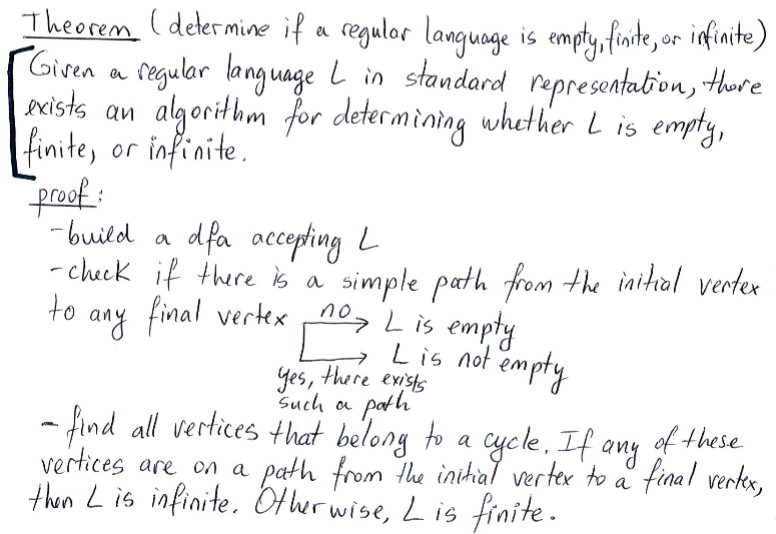 Theorem (determine if a regular language is empty, finite, or infinite)
Given a regular language L in standard representation, there
exists an algorithm for determining whether L is empty,
finite, or infinite.
proof:
-build a dfa accepting L
-check if there is a simple path from the initial vertex
to any final vertex no L is empty
L is not empty
yes, there exists
such a path
- find all vertices that belong to a cycle. If any of these
vertices are on a path from the initial vertex to a final vertex,
then L is infinite. Otherwise, L is finite.